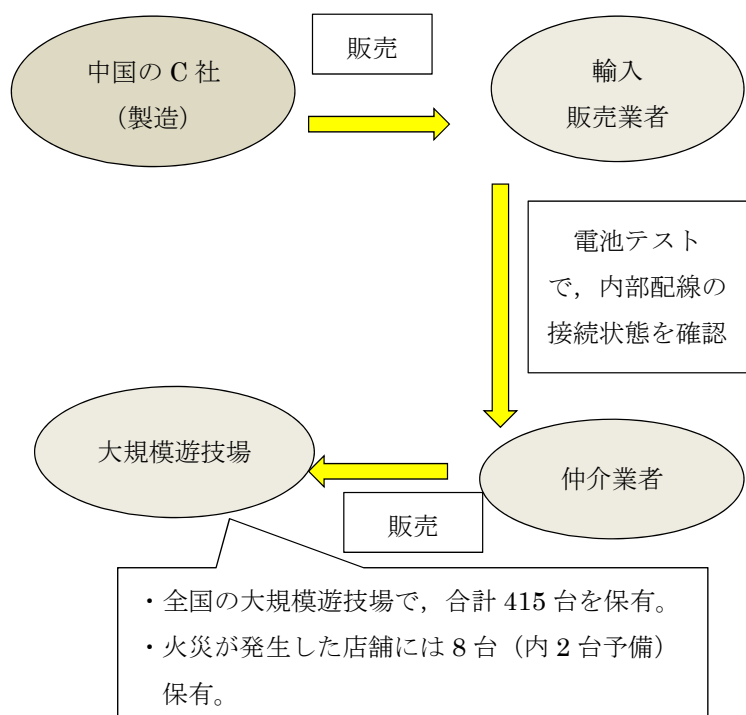 中国の C 社
（製造）
販売
輸入
販売業者
電池テスト
で，内部配線の
接続状態を確認
仲介業者
販売
大規模遊技場
・全国の大規模遊技場で，合計 415 台を保有。
・火災が発生した店舗には 8 台（内 2 台予備）
保有。